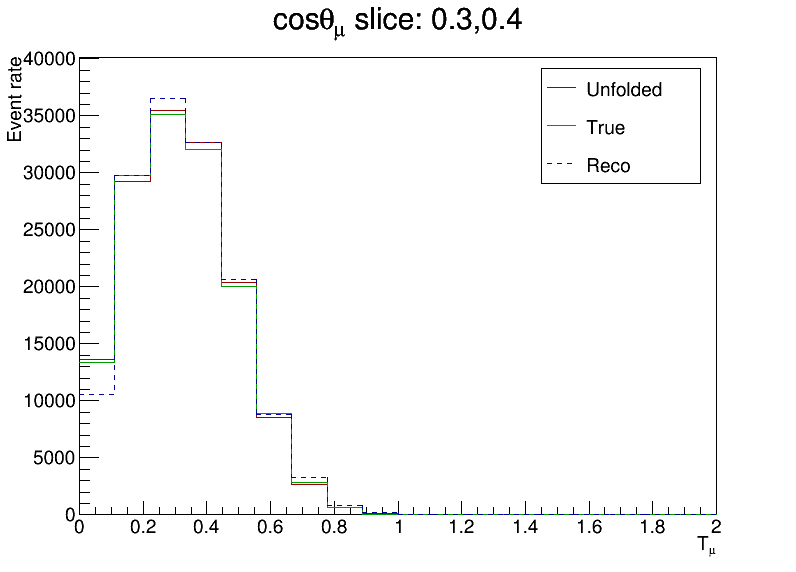 cosθμ slice: 0.3,0.4
Event rate
40000
35000
30000
25000
20000
15000
10000
5000
0
Unfolded
True
Reco
0 0.2 0.4 0.6 0.8 1 1.2 1.4 1.6 1.8 2
Tμ